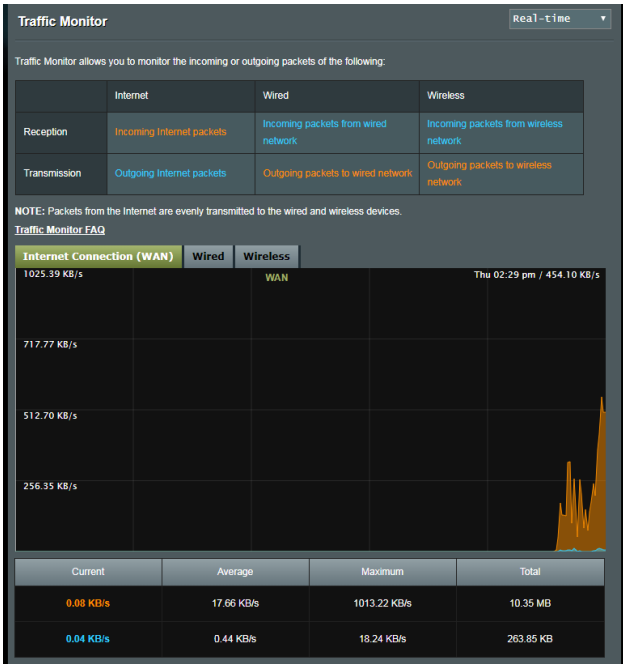 Traffic Monitor
Real-time
Traffic Monitor allows you to monitor the incoming or outgoing packets of the following:
Internet Wired Wireless
Reception Incoming Internet packets Incoming packets from wired network Incoming packets from wireless network
Transmission Outgoing Internet packets Outgoing packets to wired network Outgoing packets to wireless network
NOTE: Packets from the Internet are evenly transmitted to the wired and wireless devices.
Traffic Monitor FAQ
Internet Connection (WAN) Wired Wireless
1025.39 KB/s WAN Thu 02:29 pm / 454.10 KB/s
717.77 KB/s
512.70 KB/s
256.35 KB/s
Current Average Maximum Total
0.08 KB/s 17.66 KB/s 1013.22 KB/s 10.35 MB
0.04 KB/s 0.44 KB/s 18.24 KB/s 263.85 KB